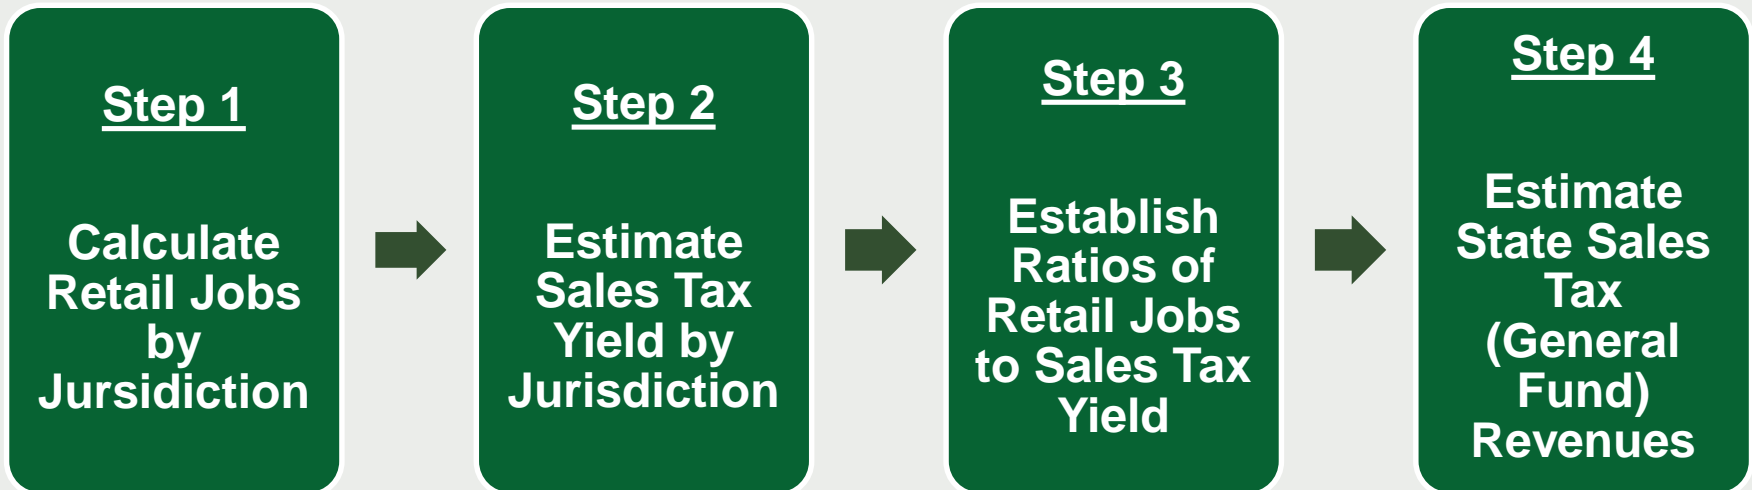 Step 1
Calculate
Retail Jobs
by
Jursidiction
Step 2
Estimate
Sales Tax
Yield by
Jurisdiction
Step 3
Establish
Ratios of
Retail Jobs
to Sales Tax
Yield
Step 4
Estimate
State Sales
Tax
(General
Fund)
Revenues